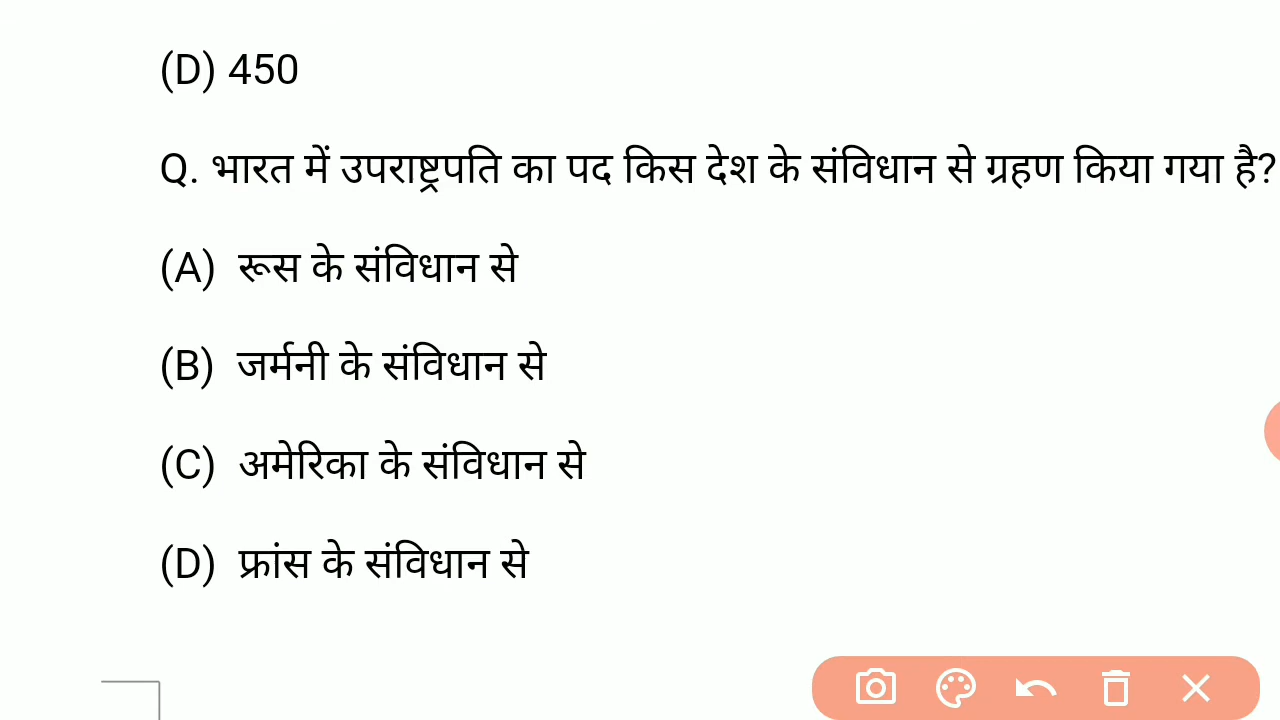 (D) 450
Q. भारत में उपराष्ट्रपति का पद किस देश के संविधान से ग्रहण किया गया है?
(A) रूस के संविधान से
(B) जर्मनी के संविधान से
(C) अमेरिका के संविधान से
(D) फ्रांस के संविधान से